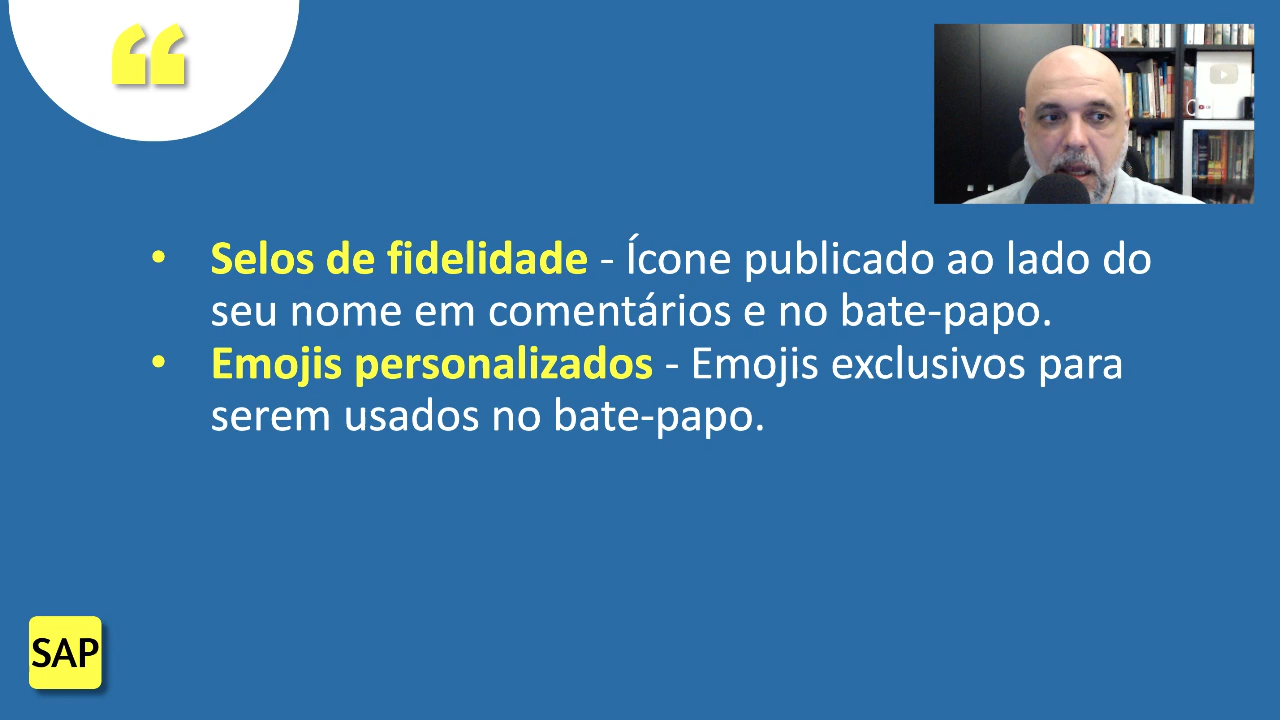 “
• Selos de fidelidade - Ícone publicado ao lado do
seu nome em comentários e no bate-papo.
• Emojis personalizados - Emojis exclusivos para
serem usados no bate-papo.
SAP